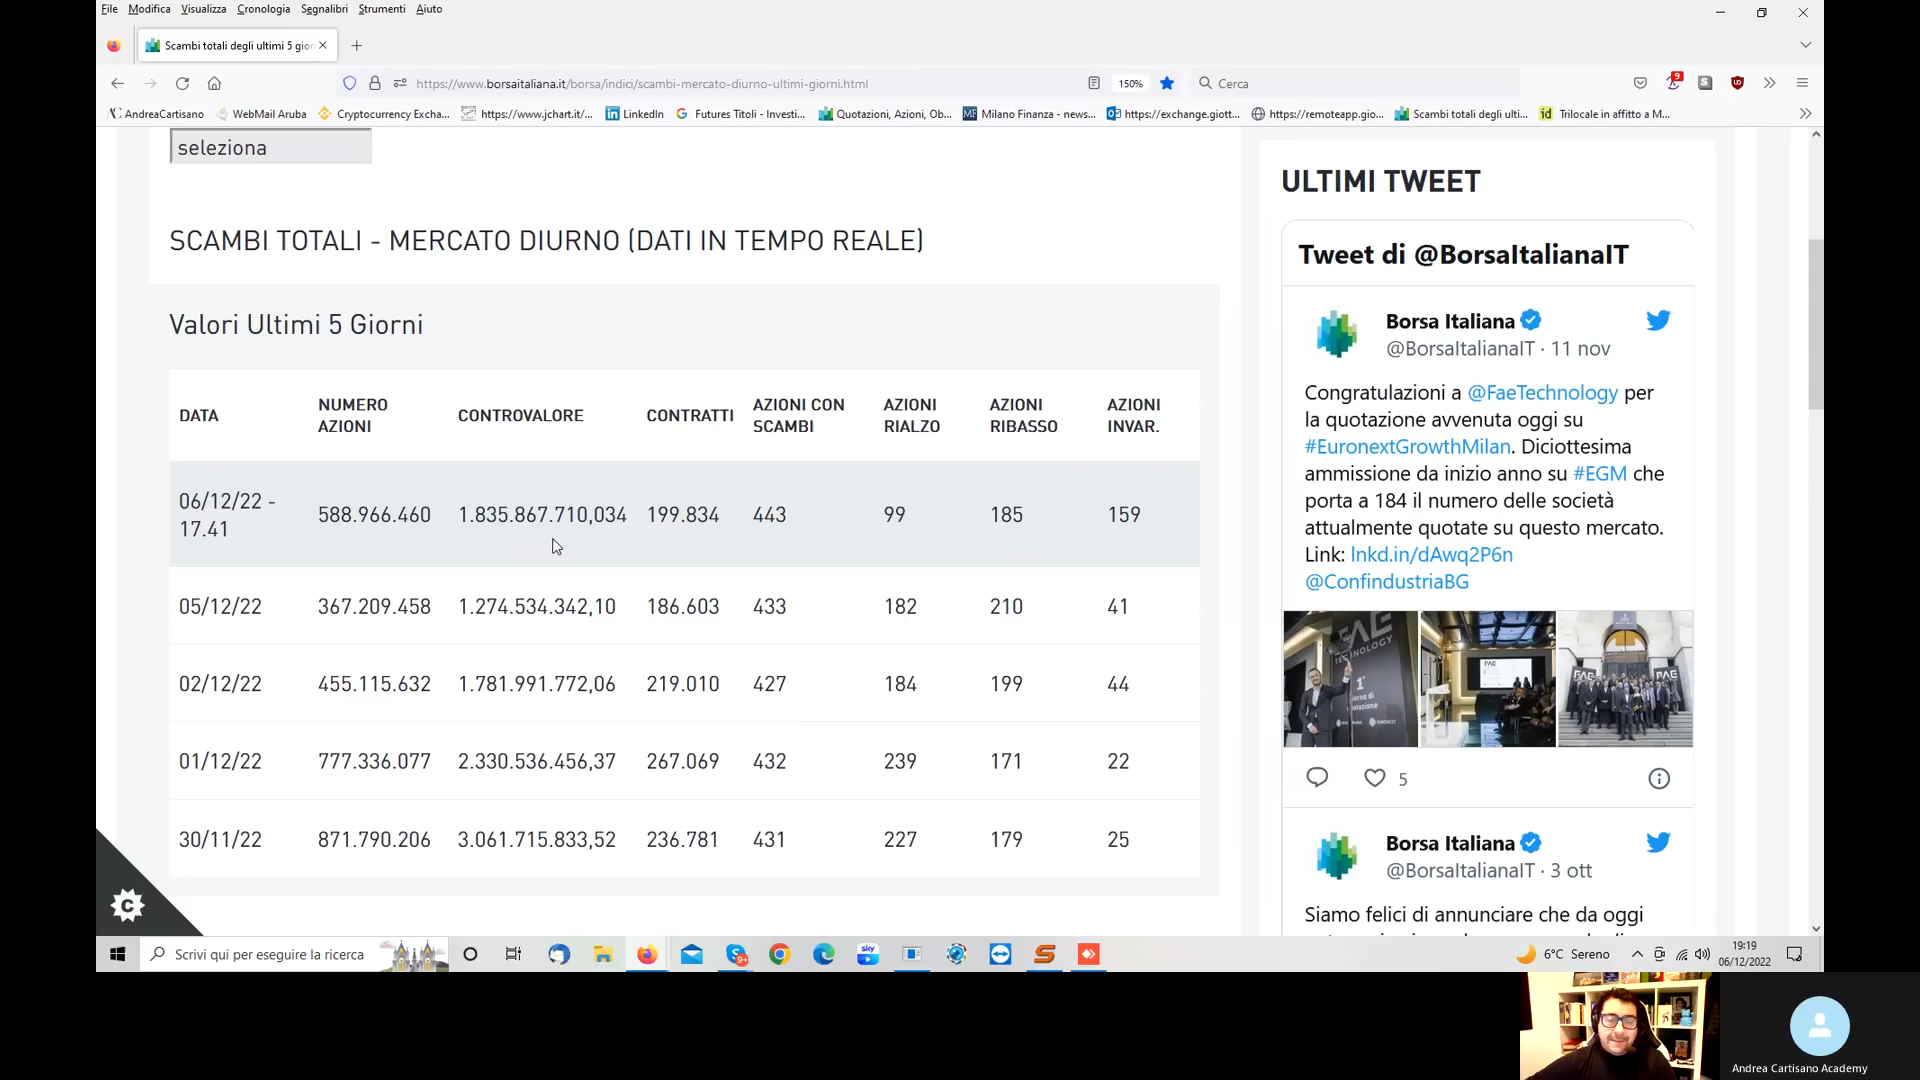 File Modifica Visualizza Cronologia Segnalibri Strumenti Aiuto
Scambi totali degli ultimi 5 gior
https://www.borsaitaliana.it/borsa/indici/scambi-mercato-diurno-ultimi-giorni.html 150% Cerca 9
AndreaCartisano WebMail Aruba Cryptocurrency Excha... https://www.jchart.it/... LinkedIn Futures Titoli - Investi... Quotazioni, Azioni, Ob... Milano Finanza - news... https://exchange.giott... https://remoteapp.gio... Scambi totali degli ulti... Trilocale in affitto a M...
seleziona
SCAMBI TOTALI - MERCATO DIURNO (DATI IN TEMPO REALE)
Valori Ultimi 5 Giorni
DATA NUMERO AZIONI CONTROVALORE CONTRATTI AZIONI CON SCAMBI AZIONI RIALZO AZIONI RIBASSO AZIONI INVAR.
06/12/22 - 17.41 588.966.460 1.835.867.710,034 199.834 443 99 185 159
05/12/22 367.209.458 1.274.534.342,10 186.603 433 182 210 41
02/12/22 455.115.632 1.781.991.772,06 219.010 427 184 199 44
01/12/22 777.336.077 2.330.536.456,37 267.069 432 239 171 22
30/11/22 871.790.206 3.061.715.833,52 236.781 431 227 179 25
ULTIMI TWEET
Tweet di @BorsaItalianaIT
Borsa Italiana
@BorsaItalianaIT · 11 nov
Congratulazioni a @FaeTechnology per
la quotazione avvenuta oggi su
#EuronextGrowthMilan. Diciottesima
ammissione da inizio anno su #EGM che
porta a 184 il numero delle società
attualmente quotate su questo mercato.
Link: lnkd.in/dAwq2P6n
@ConfindustriaBG
5
Borsa Italiana
@BorsaItalianaIT · 3 ott
Siamo felici di annunciare che da oggi
Scrivi qui per eseguire la ricerca
6°C Sereno
19:19
06/12/2022
Andrea Cartisano Academy